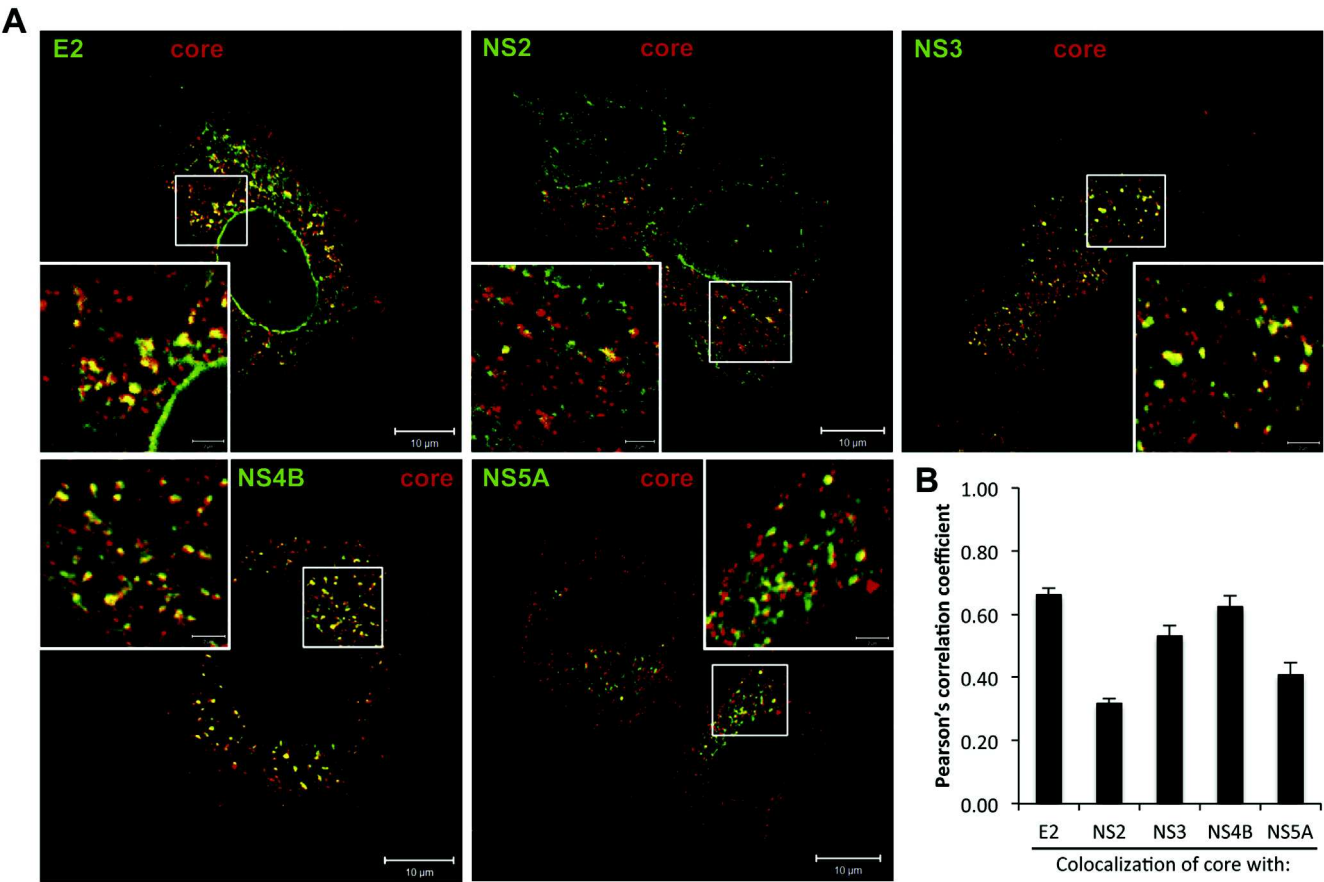 A
E2 core
NS2 core
NS3 core
10 µm
10 µm
NS4B core
NS5A core
10 µm
10 µm
B
Pearson's correlation coefficient
1.00
0.80
0.60
0.40
0.20
0.00
E2 NS2 NS3 NS4B NS5A
Colocalization of core with: